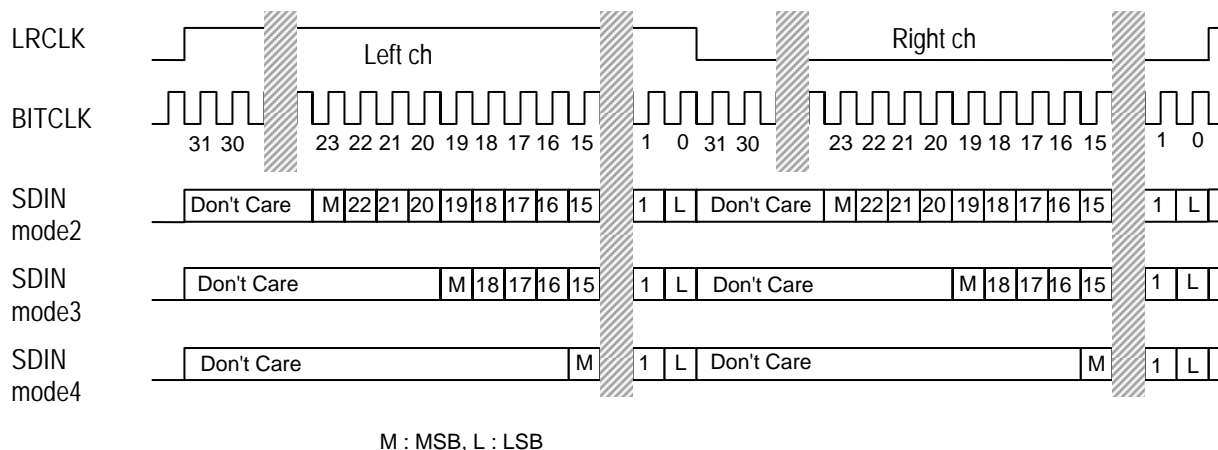 LRCLK
Left ch
Right ch
BITCLK
31 30 23 22 21 20 19 18 17 16 15 1 0 31 30 23 22 21 20 19 18 17 16 15 1 0
SDIN
mode2
Don't Care M 22 21 20 19 18 17 16 15 1 L Don't Care M 22 21 20 19 18 17 16 15 1 L
SDIN
mode3
Don't Care M 18 17 16 15 1 L Don't Care M 18 17 16 15 1 L
SDIN
mode4
Don't Care M 1 L Don't Care M 1 L
M : MSB, L : LSB